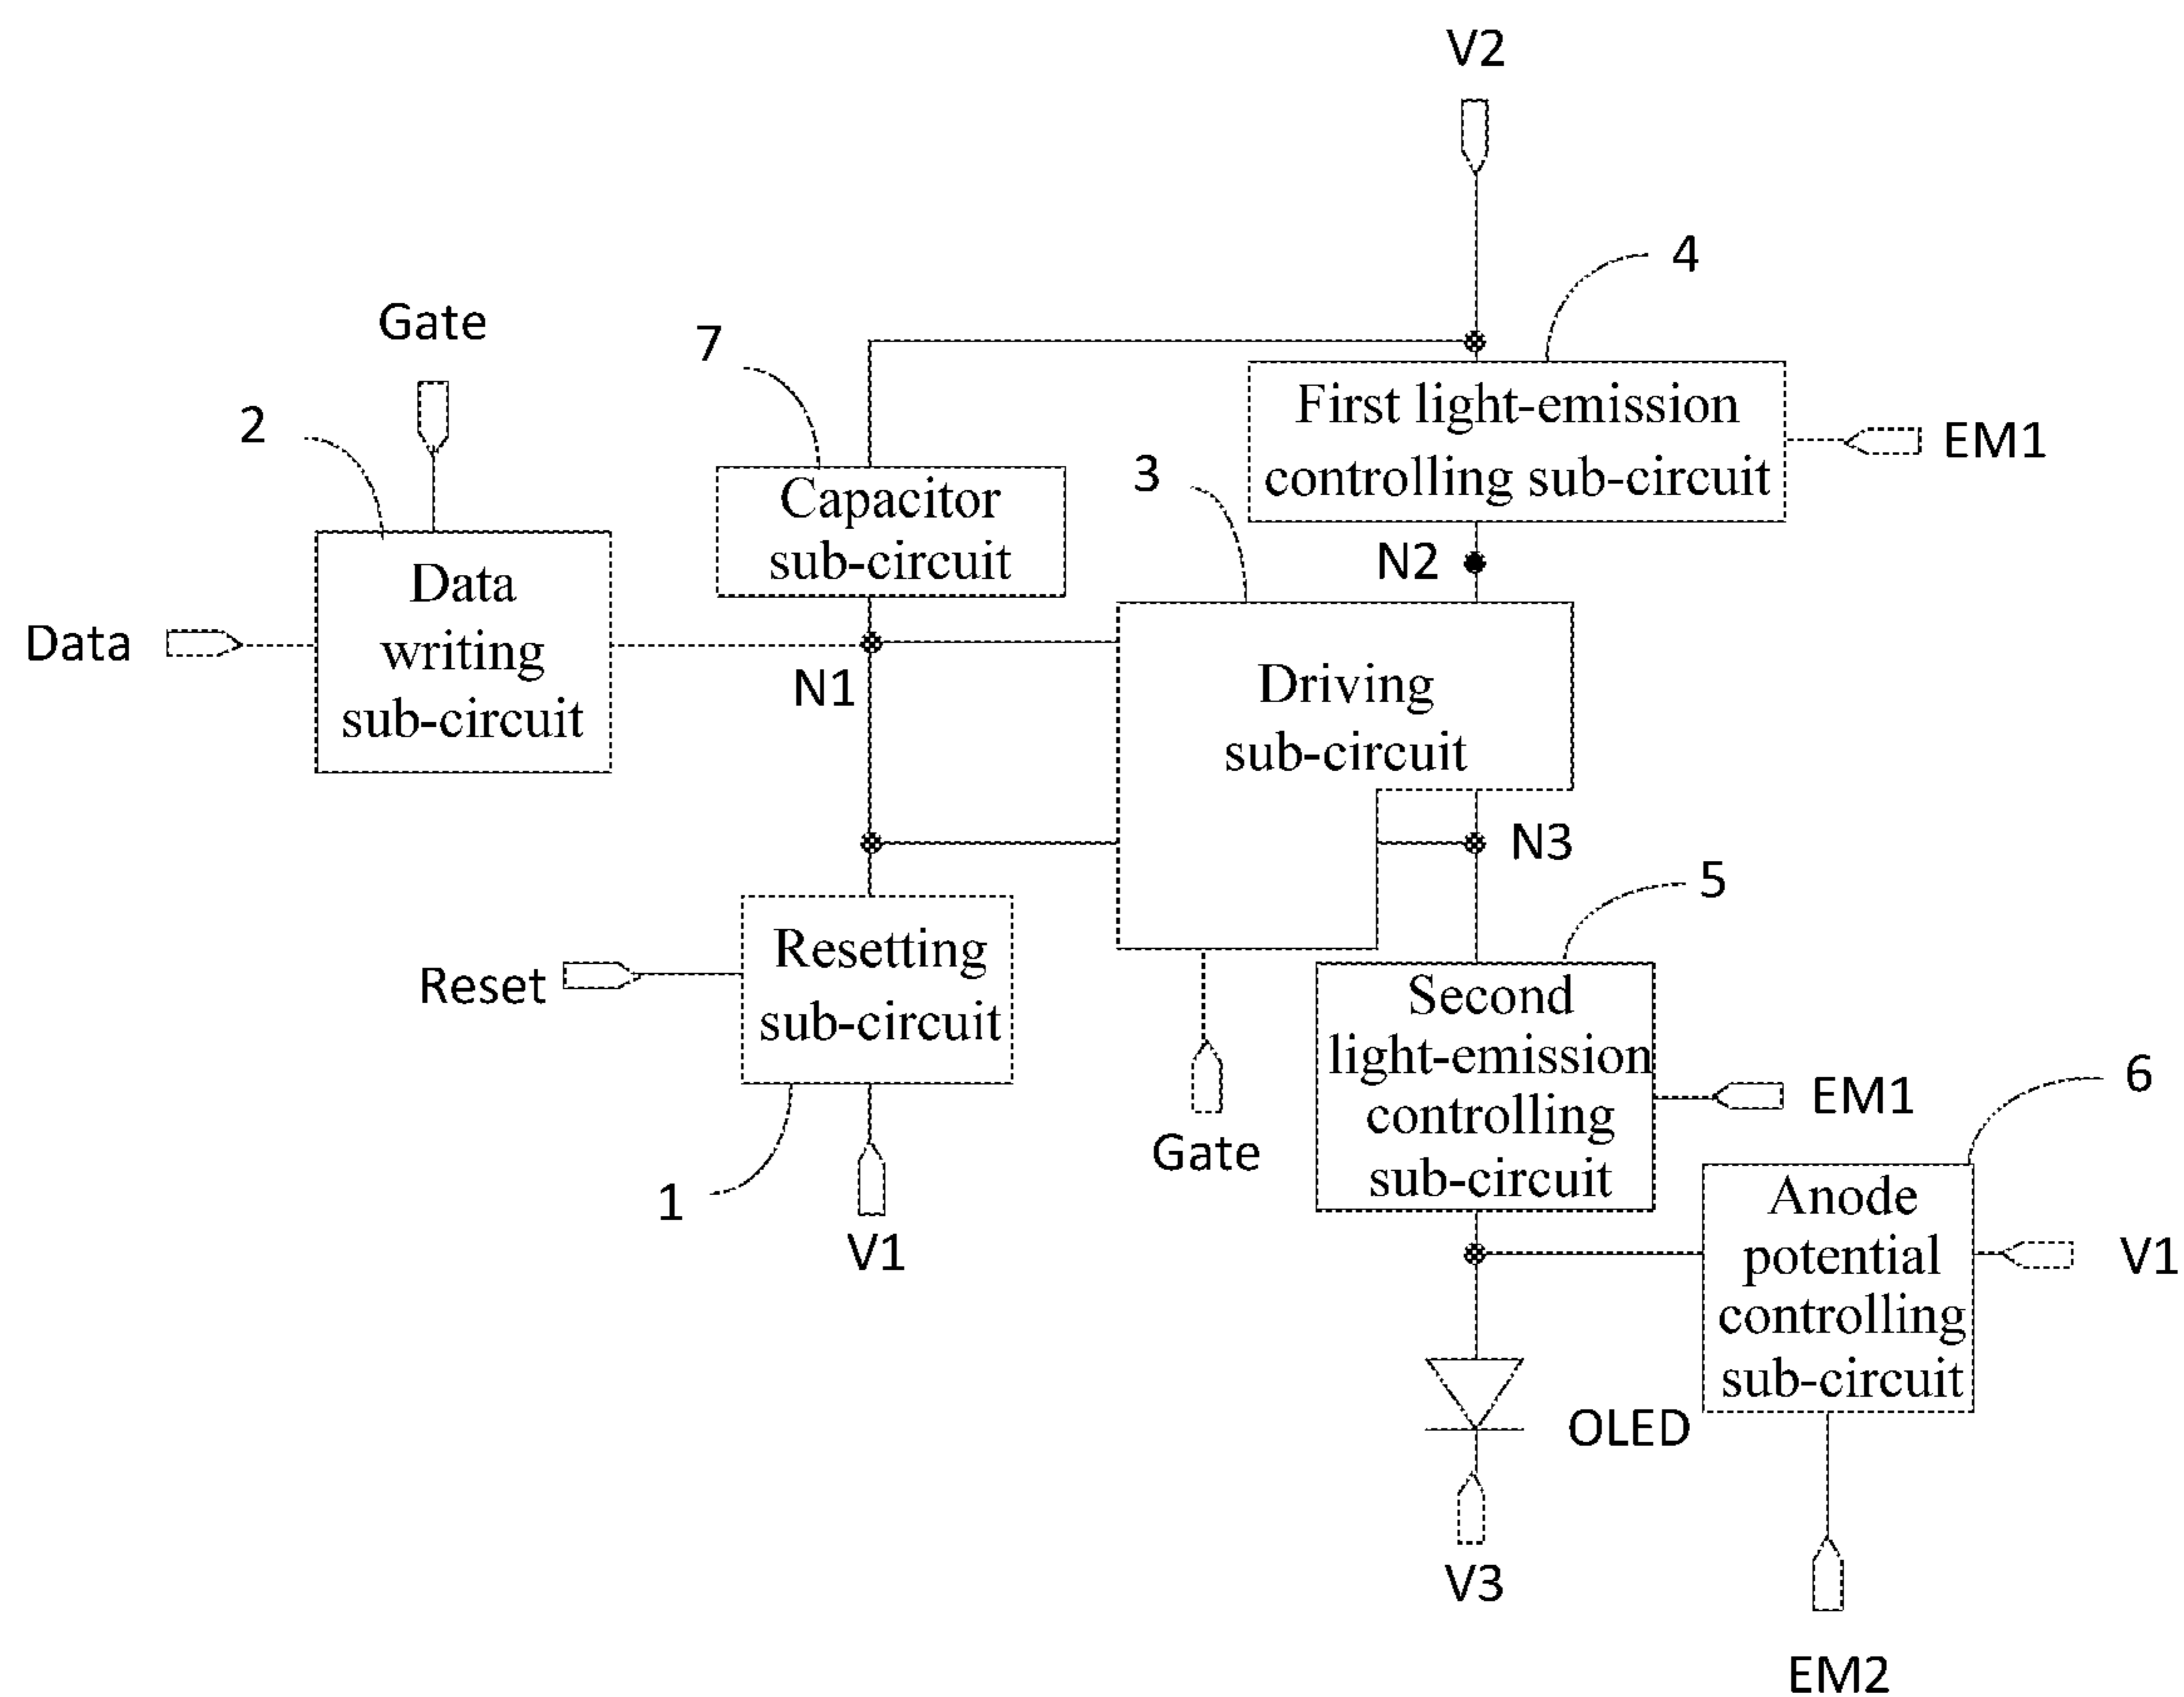 V2
4
Gate
7
First light-emission
controlling sub-circuit
EM1
2
3
Capacitor
sub-circuit
N2
Data
writing
sub-circuit
Data
N1
Driving
sub-circuit
N3
5
Resetting
sub-circuit
Reset
Second
light-emission
controlling
sub-circuit
EM1
6
Gate
1
V1
Anode
potential
controlling
sub-circuit
V1
OLED
V3
EM2